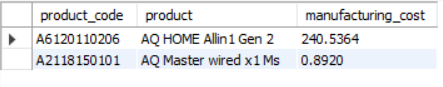 product_code product manufacturing_cost
A6120110206 AQ HOME Allin1 Gen 2 240.5364
A2118150101 AQ Master wired x1 Ms 0.8920